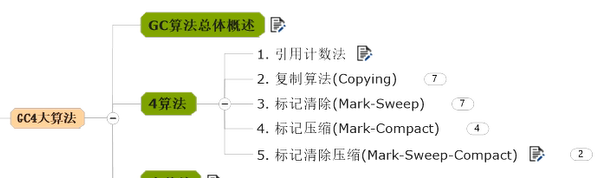 GC算法总体概述
1. 引用计数法
2. 复制算法(Copying) 7
4算法
3. 标记清除(Mark-Sweep) 7
GC4大算法
4. 标记压缩(Mark-Compact) 4
5. 标记清除压缩(Mark-Sweep-Compact) 2